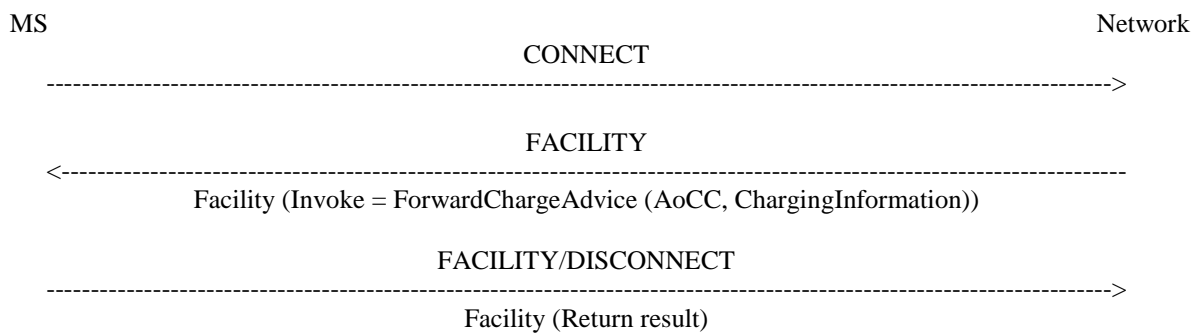 MS Network
CONNECT
------------------------------------------------------------------------------------------------------------------------>
FACILITY
<------------------------------------------------------------------------------------------------------------------------
Facility (Invoke = ForwardChargeAdvice (AoCC, ChargingInformation))
FACILITY/DISCONNECT
------------------------------------------------------------------------------------------------------------------------>
Facility (Return result)